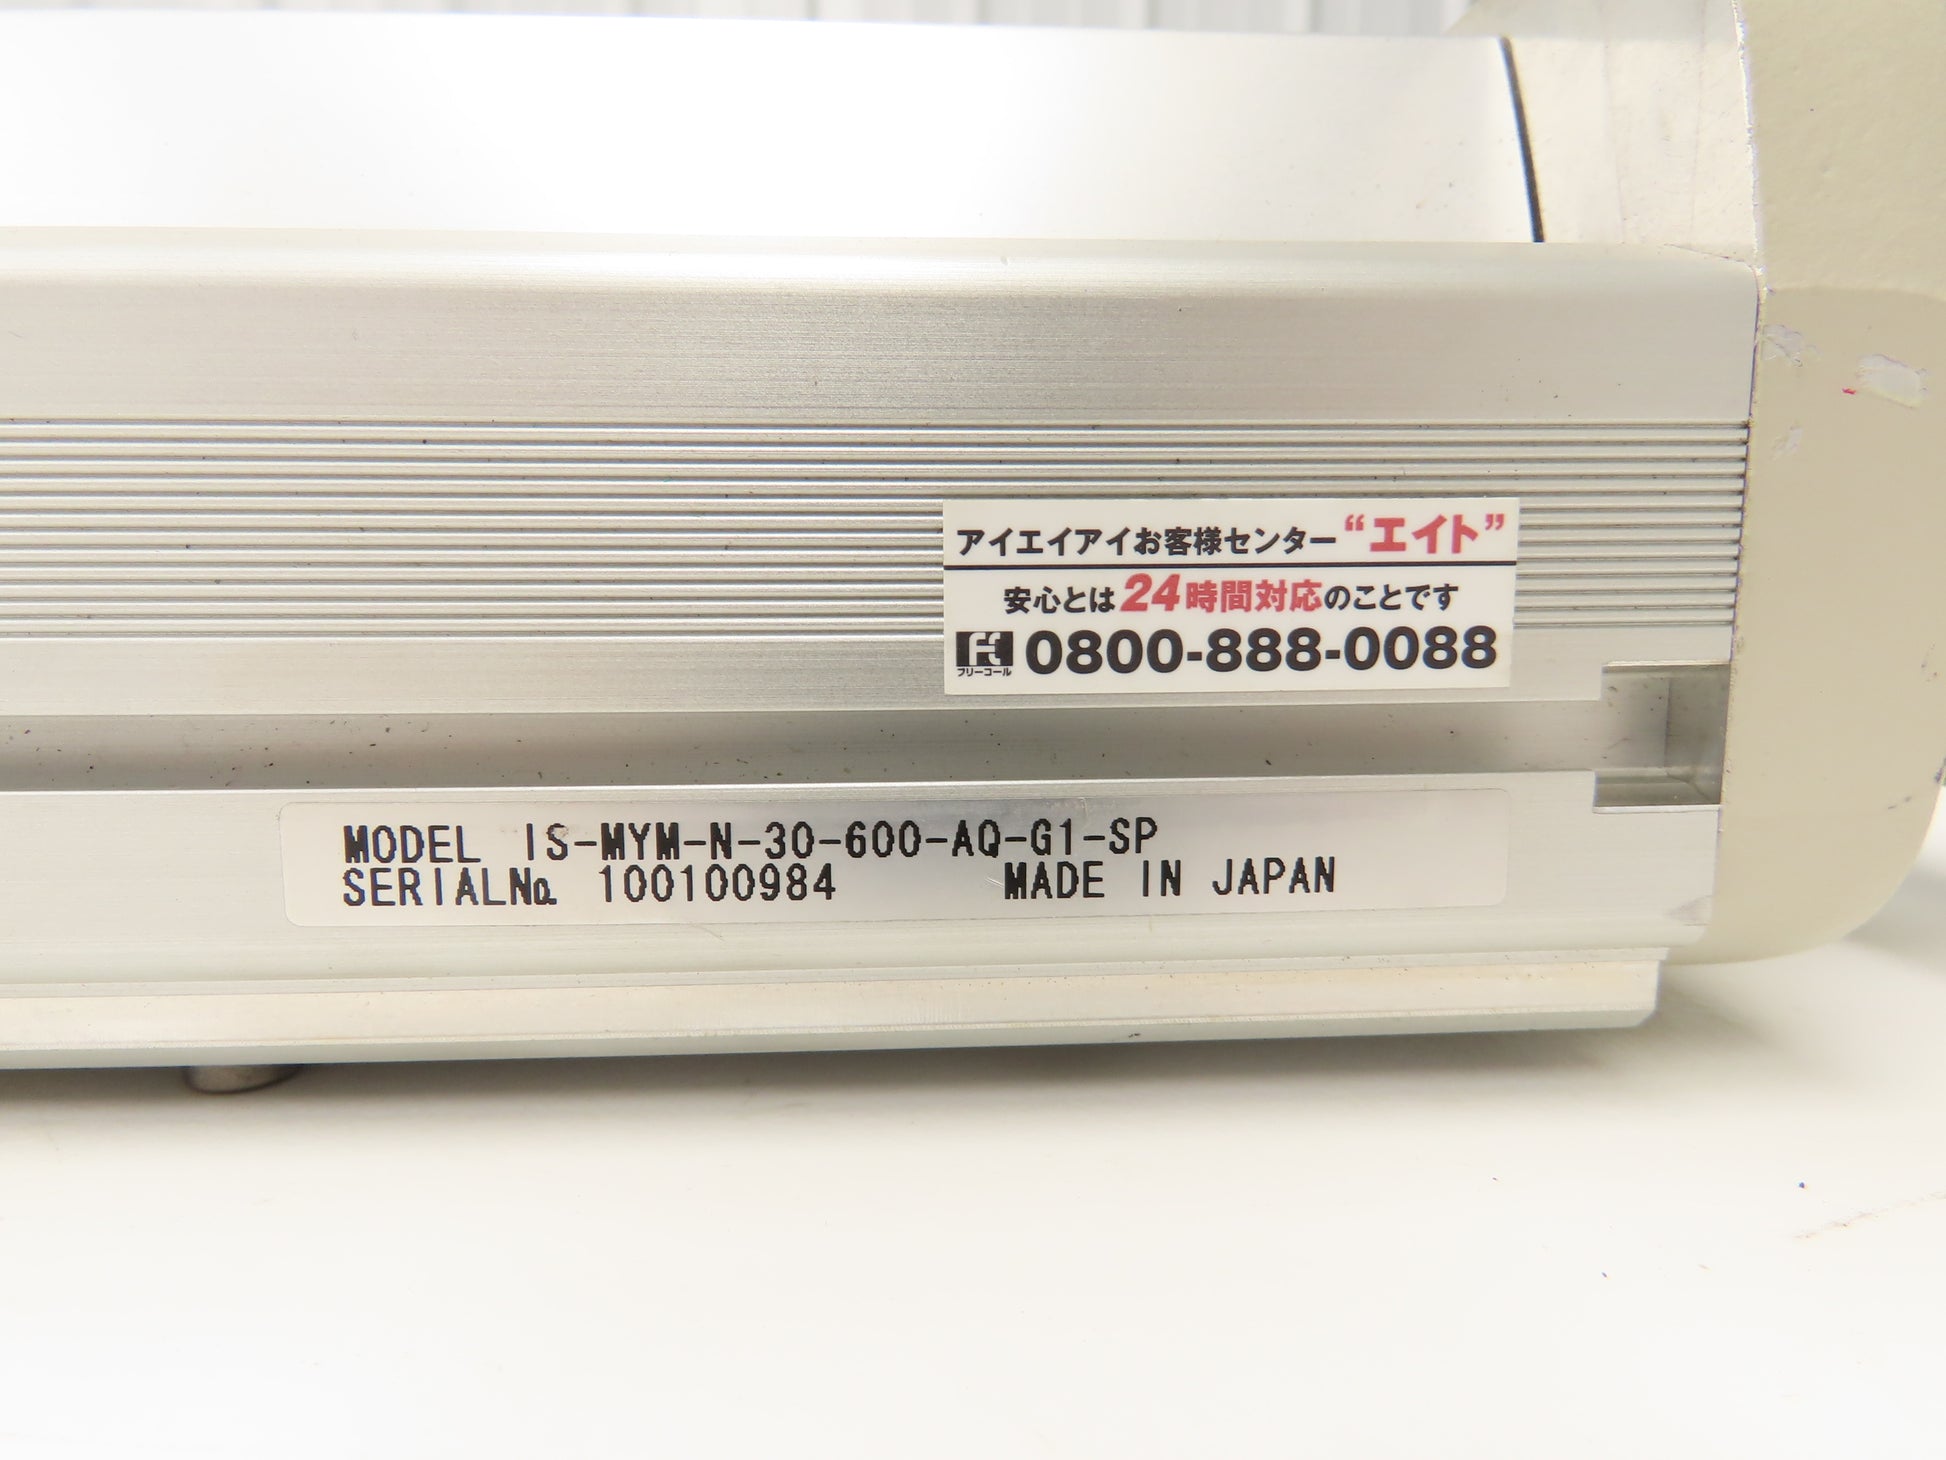 アイエイアイお客様センター“エイト”
安心とは24時間対応のことです
フリーコール 0800-888-0088
MODEL IS-MYM-N-30-600-AQ-G1-SP
SERIAL№ 100100984 MADE IN JAPAN